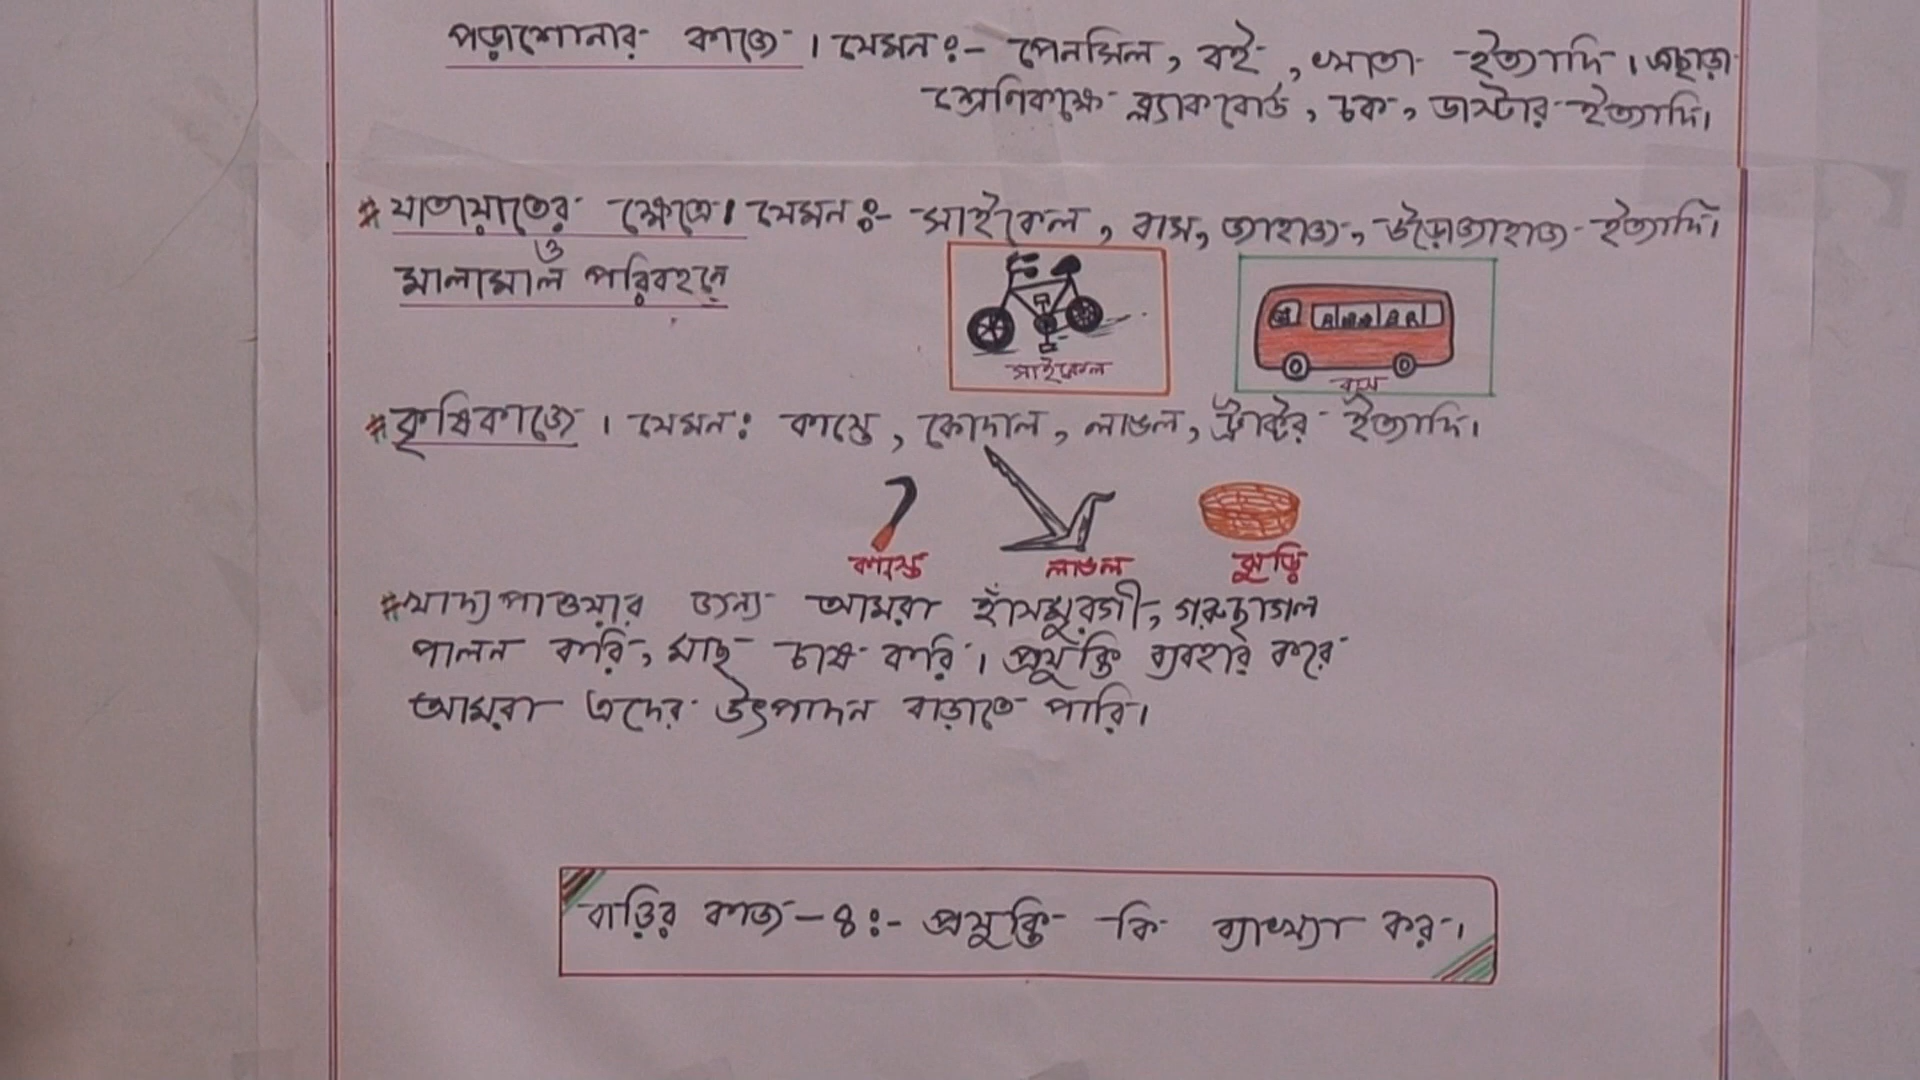 পড়াশোনার কাজে । যেমনঃ- পেনসিল, বই, খাতা ইত্যাদি । এছাড়া
শ্রেণিকক্ষে ব্ল্যাকবোর্ড, চক, ডাস্টার ইত্যাদি।
* যাতায়াতের ক্ষেত্রে। যেমনঃ- সাইকেল, বাস, জাহাজ, উড়োজাহাজ ইত্যাদি।
ও
মালামাল পরিবহনে
সাইকেল
বাস
* কৃষিকাজে । যেমনঃ কাস্তে, কোদাল, লাঙল, ট্রাক্টর ইত্যাদি।
কাস্তে লাঙল ঝুড়ি
* খাদ্য পাওয়ার জন্য আমরা হাঁসমুরগী, গরুছাগল
পালন করি, মাছ চাষ করি । প্রযুক্তি ব্যবহার করে
আমরা এদের উৎপাদন বাড়াতে পারি।
বাড়ির কাজ - ৪ঃ- প্রযুক্তি কি ব্যাখ্যা কর ।